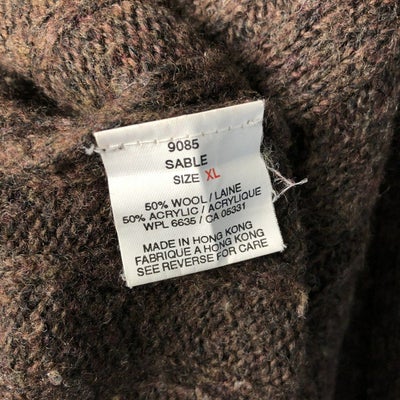 9085
SABLE
SIZE XL
50% WOOL / LAINE
50% ACRYLIC / ACRYLIQUE
WPL 6635 / CA 05331
MADE IN HONG KONG
FABRIQUE A HONG KONG
SEE REVERSE FOR CARE